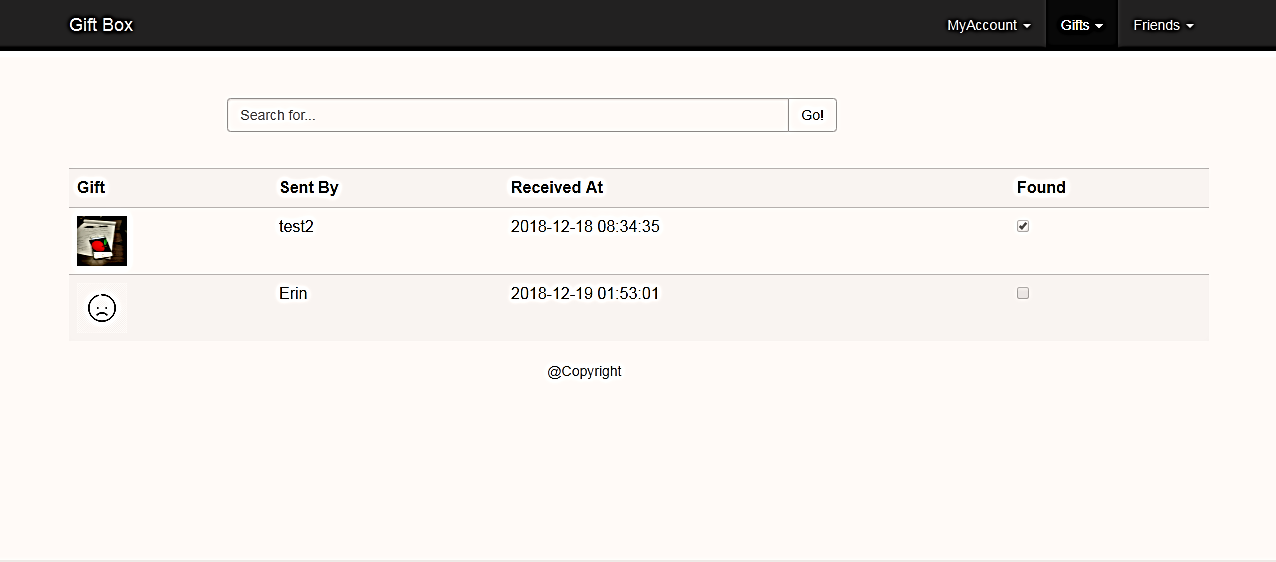 Gift Box MyAccount Gifts Friends
Search for... Go!
Gift Sent By Received At Found
test2 2018-12-18 08:34:35
Erin 2018-12-19 01:53:01
@Copyright